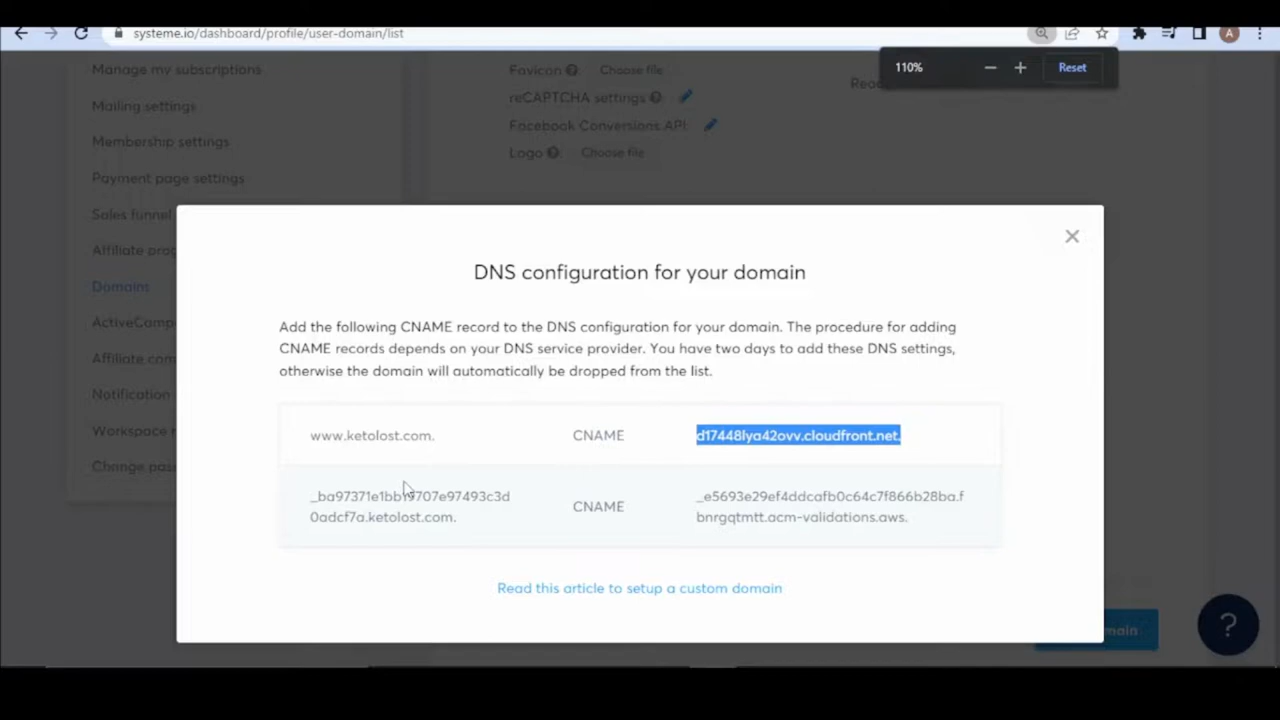 systeme.io/dashboard/profile/user-domain/list
A
110%
Reset
Manage my subscriptions
Favicon ? Choose file
Mailing settings
reCAPTCHA settings ?
Membership settings
Facebook Conversions API:
Logo ? Choose file
Payment page settings
Sales funnel
Affiliate prog
Domains
ActiveCamp
Affiliate com
Notification
Workspace
Change pas
DNS configuration for your domain
Add the following CNAME record to the DNS configuration for your domain. The procedure for adding
CNAME records depends on your DNS service provider. You have two days to add these DNS settings,
otherwise the domain will automatically be dropped from the list.
www.ketolost.com. CNAME d17448lya42ovv.cloudfront.net.
_ba97371e1bb19707e97493c3d
0adcf7a.ketolost.com.
CNAME
_e5693e29ef4ddcafb0c64c7f866b28ba.f
bnrgqtmtt.acm-validations.aws.
Read this article to setup a custom domain
main
?